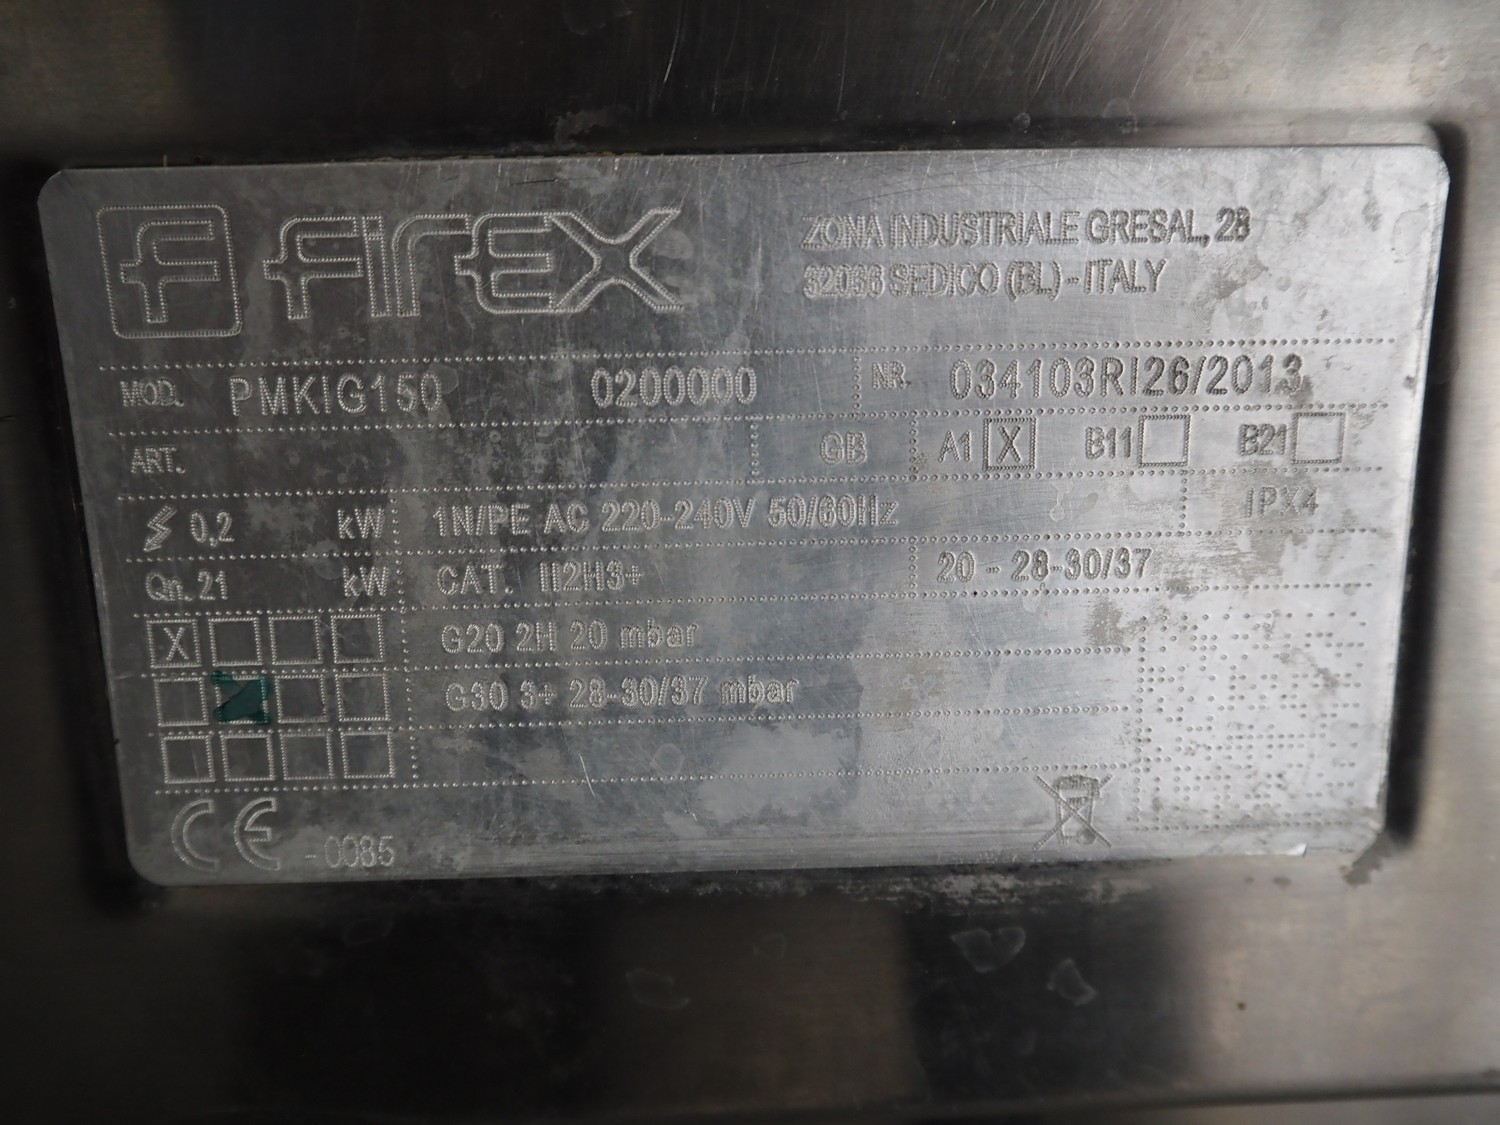 f firex
ZONA INDUSTRIALE GRESAL, 28
32036 SEDICO (BL) - ITALY
MOD. PMKIG150 0200000 NR. 034103RI26/2013
ART. GB A1 X B11 B21
0,2 kW 1N/PE AC 220-240V 50/60Hz IPX4
Qn. 21 kW CAT. II2H3+ 20 - 28-30/37
X G20 2H 20 mbar
G30 3+ 28-30/37 mbar
CE - 0085